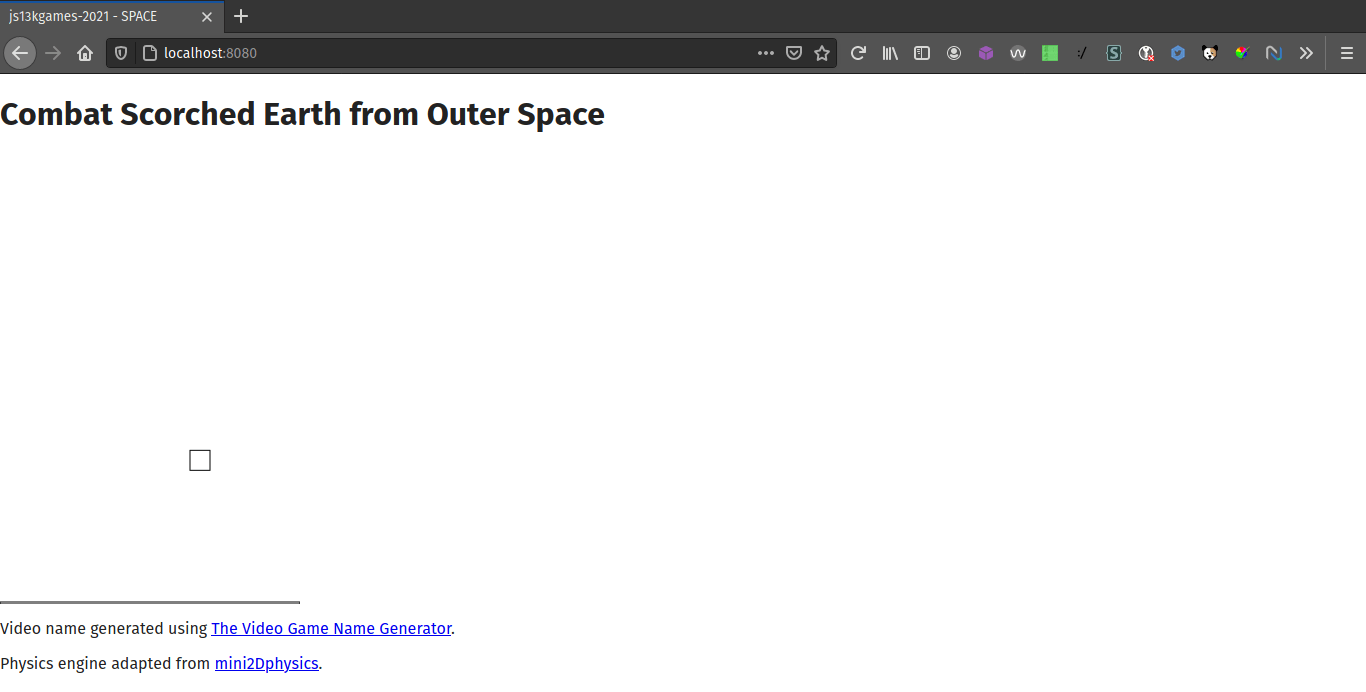 js13kgames-2021 - SPACE
localhost:8080
Combat Scorched Earth from Outer Space
Video name generated using The Video Game Name Generator.
Physics engine adapted from mini2Dphysics.